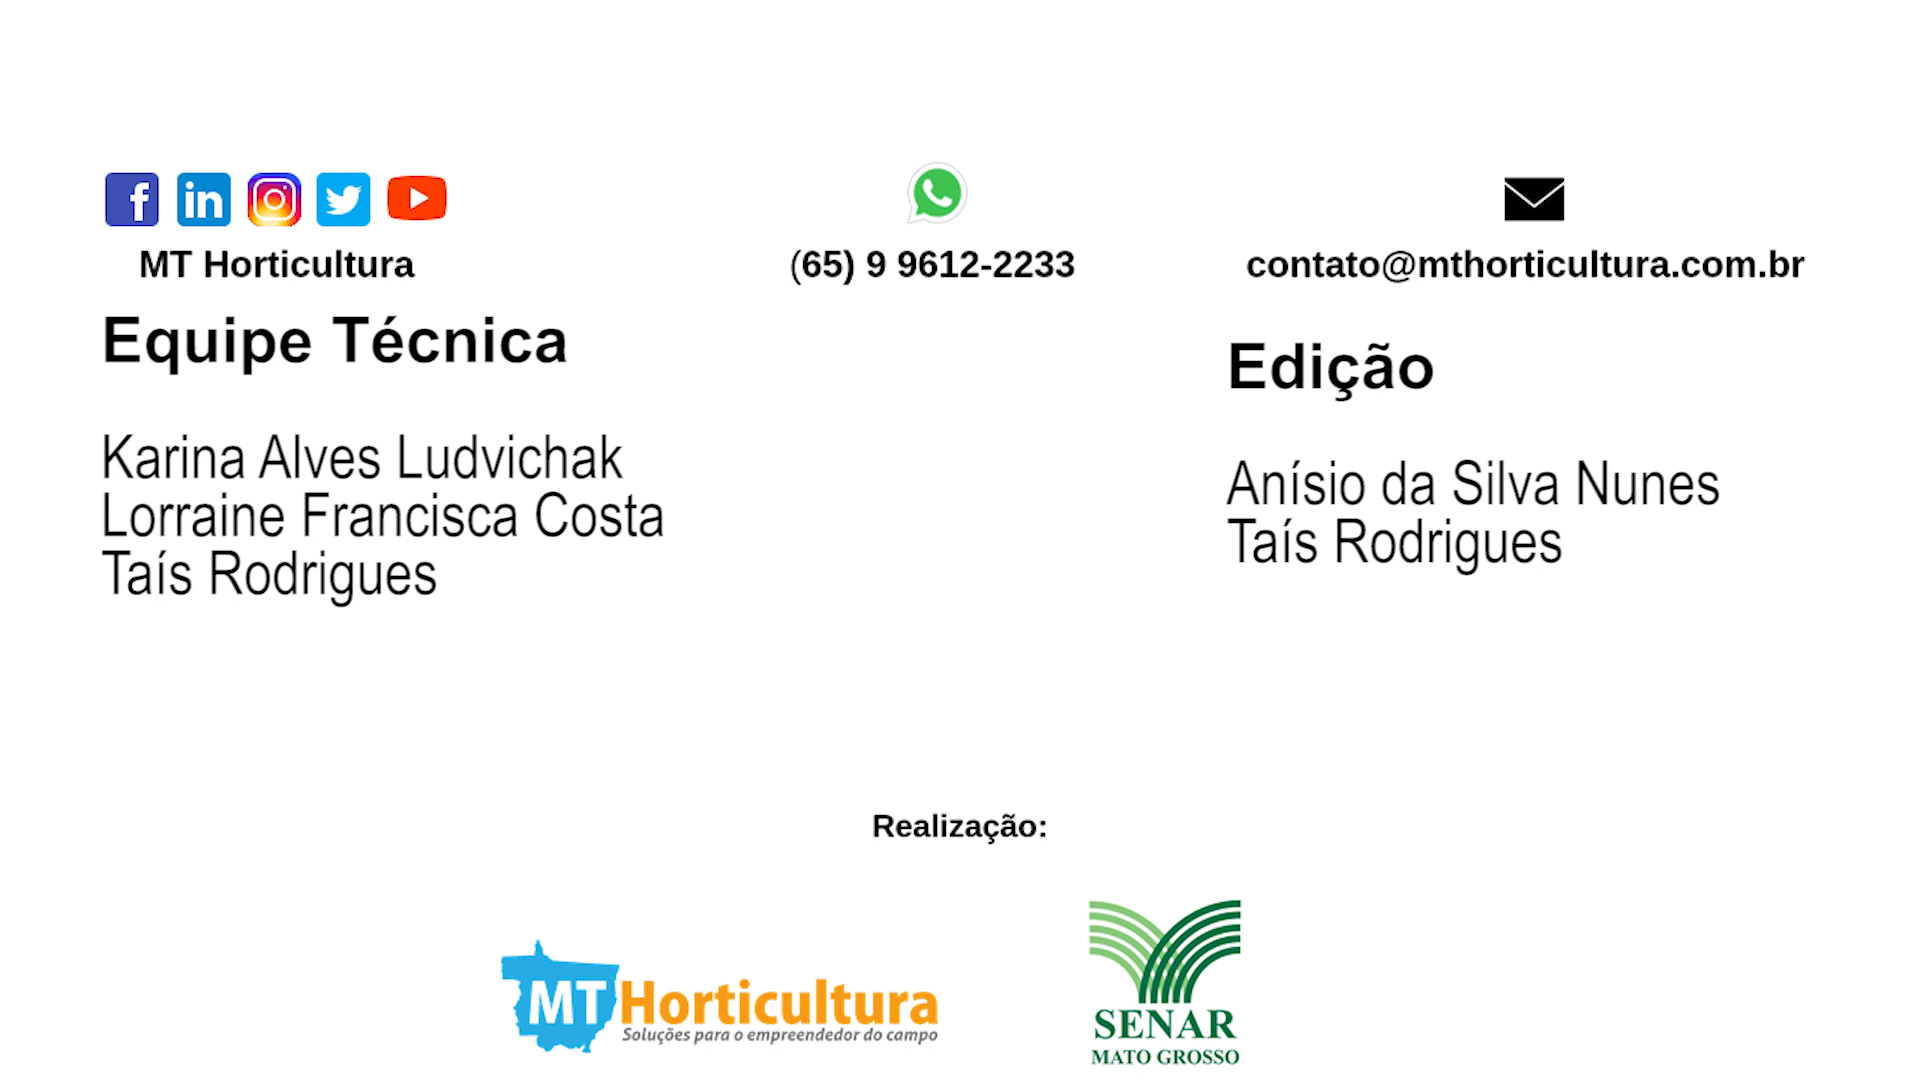 MT Horticultura
(65) 9 9612-2233
contato@mthorticultura.com.br
Equipe Técnica
Karina Alves Ludvichak
Lorraine Francisca Costa
Taís Rodrigues
Edição
Anísio da Silva Nunes
Taís Rodrigues
Realização:
MT Horticultura
Soluções para o empreendedor do campo
SENAR
MATO GROSSO